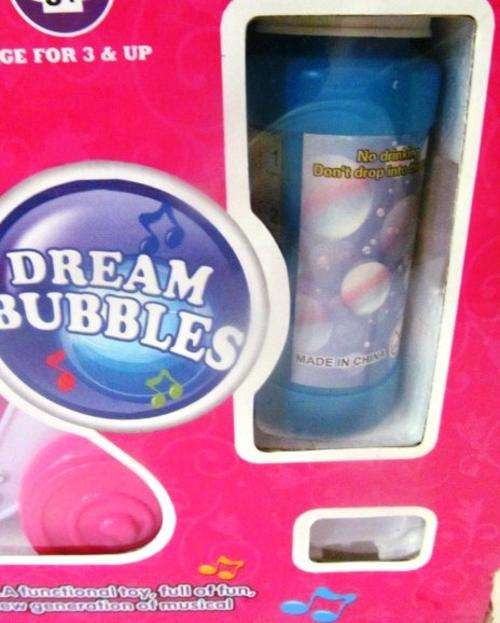 3+
GE FOR 3 & UP
No drinking
Don't drop into
DREAM
BUBBLES
MADE IN CHINA
A functional toy, full of fun,
ew generation of musical